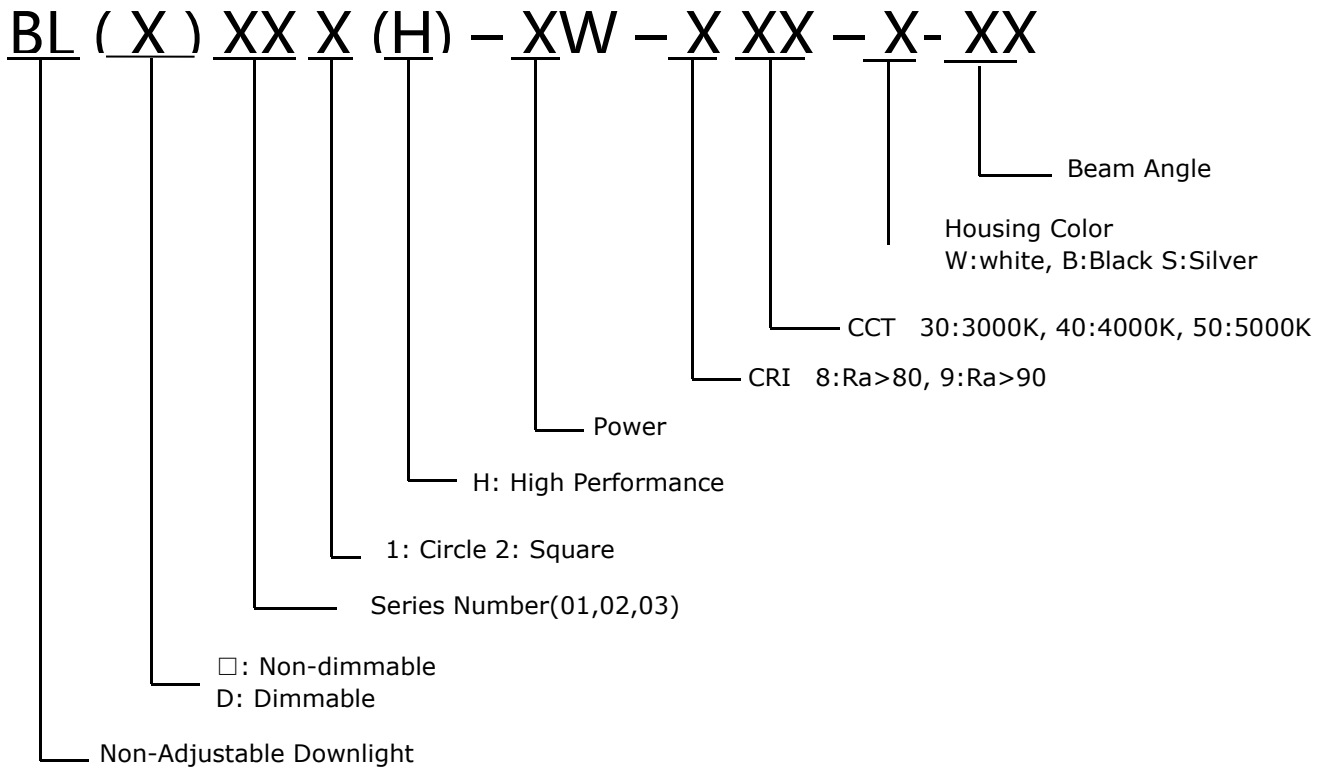 BL ( X ) XX X (H) – XW – X XX – X- XX
Beam Angle
Housing Color
W:white, B:Black S:Silver
CCT 30:3000K, 40:4000K, 50:5000K
CRI 8:Ra>80, 9:Ra>90
Power
H: High Performance
1: Circle 2: Square
Series Number(01,02,03)
□: Non-dimmable
D: Dimmable
Non-Adjustable Downlight